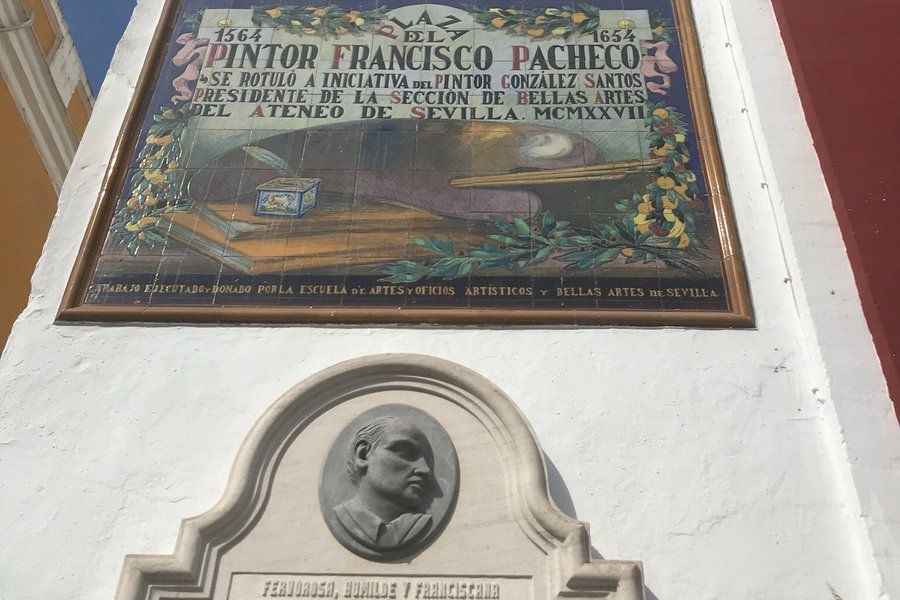 PLAZA
DEL
1564 1654
PINTOR FRANCISCO PACHECO
SE ROTULÓ A INICIATIVA DEL PINTOR GONZÁLEZ SANTOS
PRESIDENTE DE LA SECCION DE BELLAS ARTES
DEL ATENEO DE SEVILLA. MCMXXVII
TRABAJO EJECUTADO Y DONADO POR LA ESCUELA DE ARTES Y OFICIOS ARTÍSTICOS Y BELLAS ARTES DE SEVILLA.
FERVOROSA, HUMILDE Y FRANCISCANA